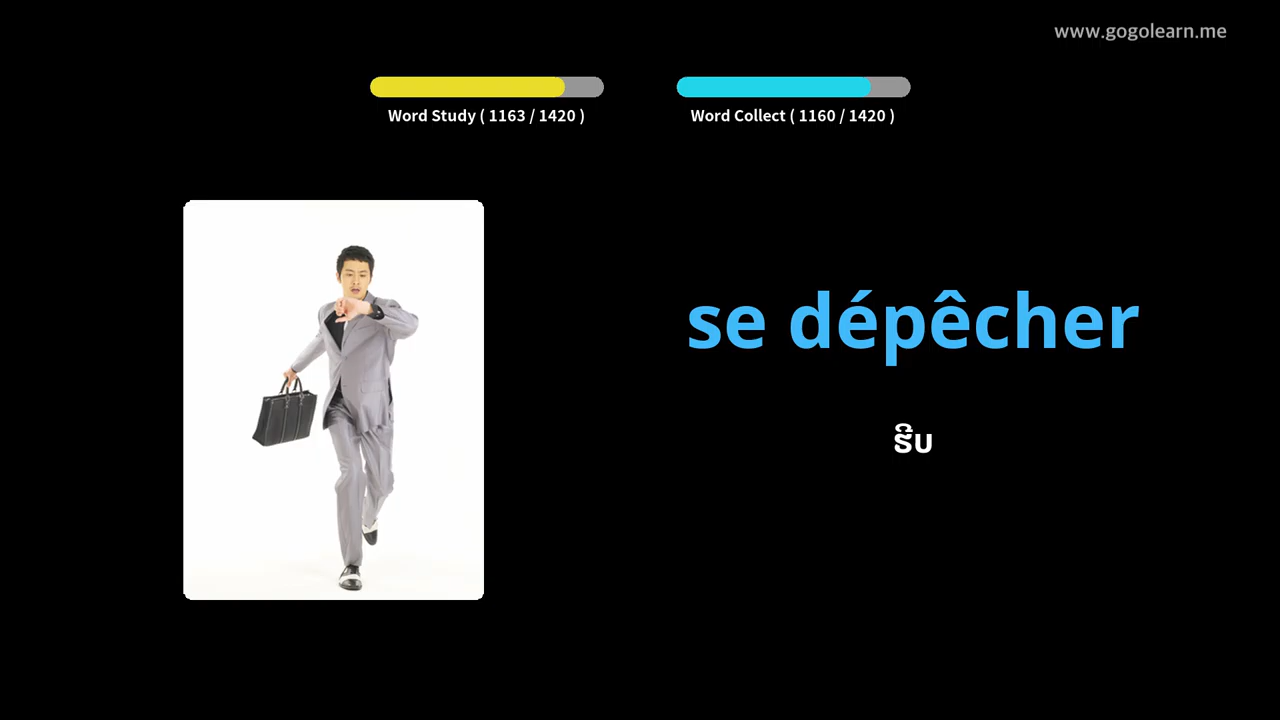 www.gogolearn.me
Word Study ( 1163 / 1420 )
Word Collect ( 1160 / 1420 )
se dépêcher
ຮີບ